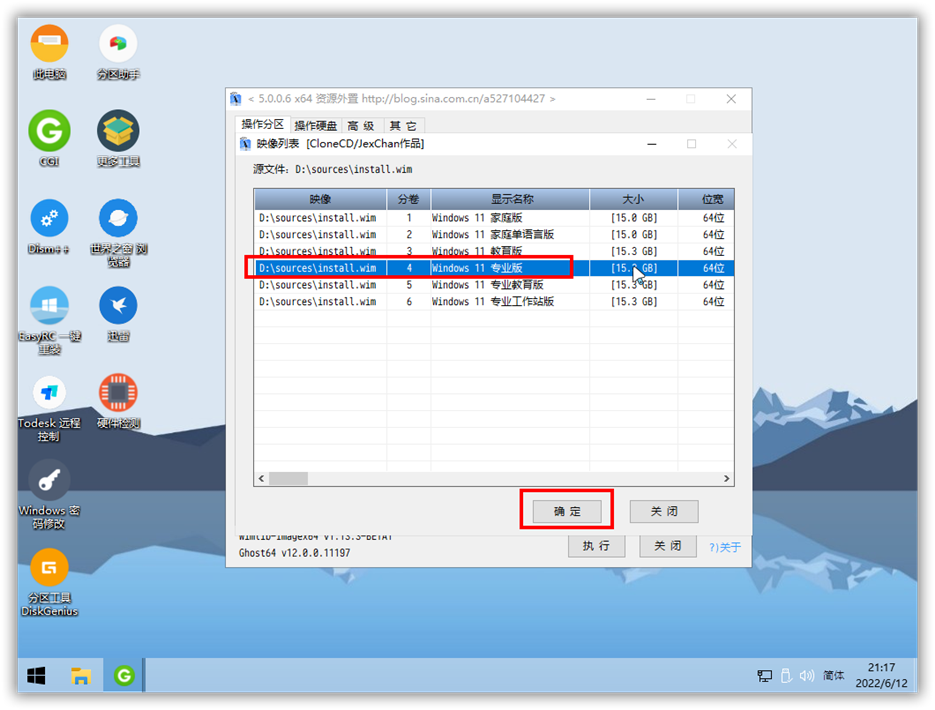 此电脑
分区助手
CGI
更多工具
Dism++
世界之窗 浏
览器
EasyRC 一键
重装
迅雷
Todesk 远程
控制
硬件检测
Windows 密
码修改
分区工具
DiskGenius
< 5.0.0.6 x64 资源外置 http://blog.sina.com.cn/a527104427 >
操作分区 操作硬盘 高 级 其 它
映像列表 [CloneCD/JexChan作品]
源文件: D:\sources\install.wim
映像 分卷 显示名称 大小 位宽
D:\sources\install.wim 1 Windows 11 家庭版 [15.0 GB] 64位
D:\sources\install.wim 2 Windows 11 家庭单语言版 [15.0 GB] 64位
D:\sources\install.wim 3 Windows 11 教育版 [15.3 GB] 64位
D:\sources\install.wim 4 Windows 11 专业版 GB] 64位
D:\sources\install.wim 5 Windows 11 专业教育版 [15.3 GB] 64位
D:\sources\install.wim 6 Windows 11 专业工作站版 [15.3 GB] 64位
确 定 关 闭
Wimlib-imagex64 v1.13.3-BETA1
Ghost64 v12.0.0.11197
执 行 关 闭 ?)关于
简体
21:17
2022/6/12